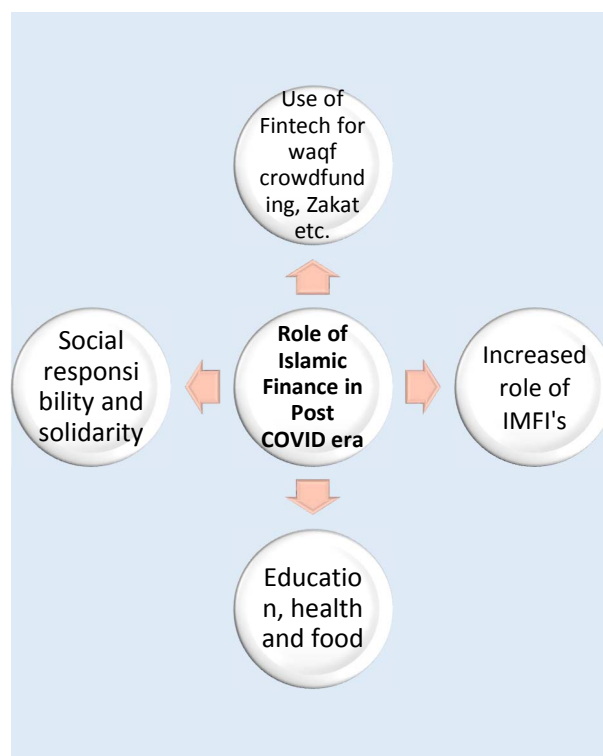 Use of
Fintech for
waqf
crowdfund
ing, Zakat
etc.
Social
responsi
bility and
solidarity
Role of
Islamic
Finance in
Post
COVID era
Increased
role of
IMFI's
Educatio
n, health
and food